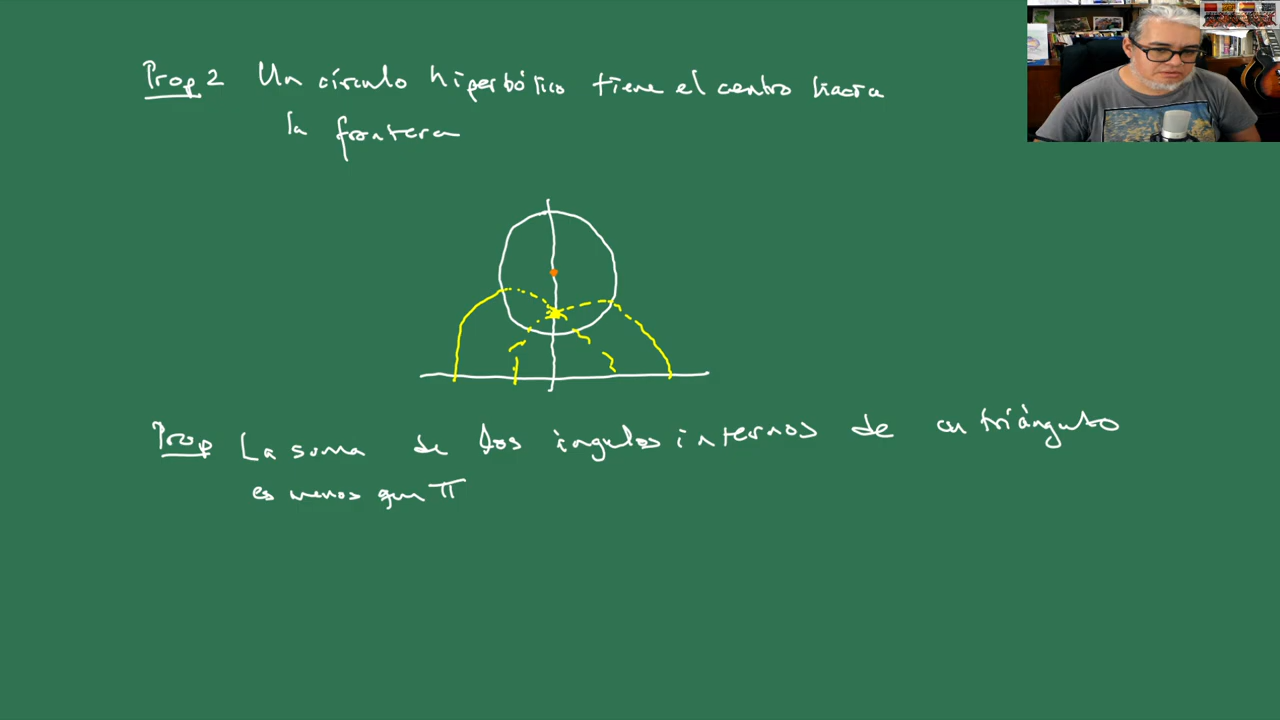 Prop 2 Un círculo hiperbólico tiene el centro hacia
la frontera
Prop La suma de los ángulos internos de un triángulo
es menos que π